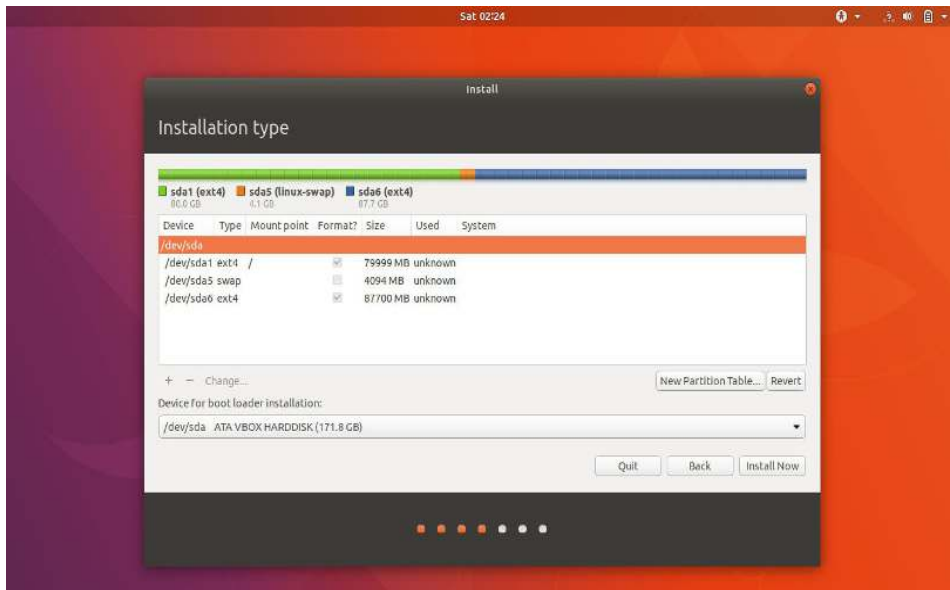 Sat 02:24
Install
Installation type
sda1 (ext4) sda5 (linux-swap) sda6 (ext4)
80.0 GB 4.1 GB 87.7 GB
Device Type Mount point Format? Size Used System
/dev/sda
/dev/sda1 ext4 / 79999 MB unknown
/dev/sda5 swap 4094 MB unknown
/dev/sda6 ext4 87700 MB unknown
+ − Change... New Partition Table... Revert
Device for boot loader installation:
/dev/sda ATA VBOX HARDDISK (171.8 GB)
Quit Back Install Now